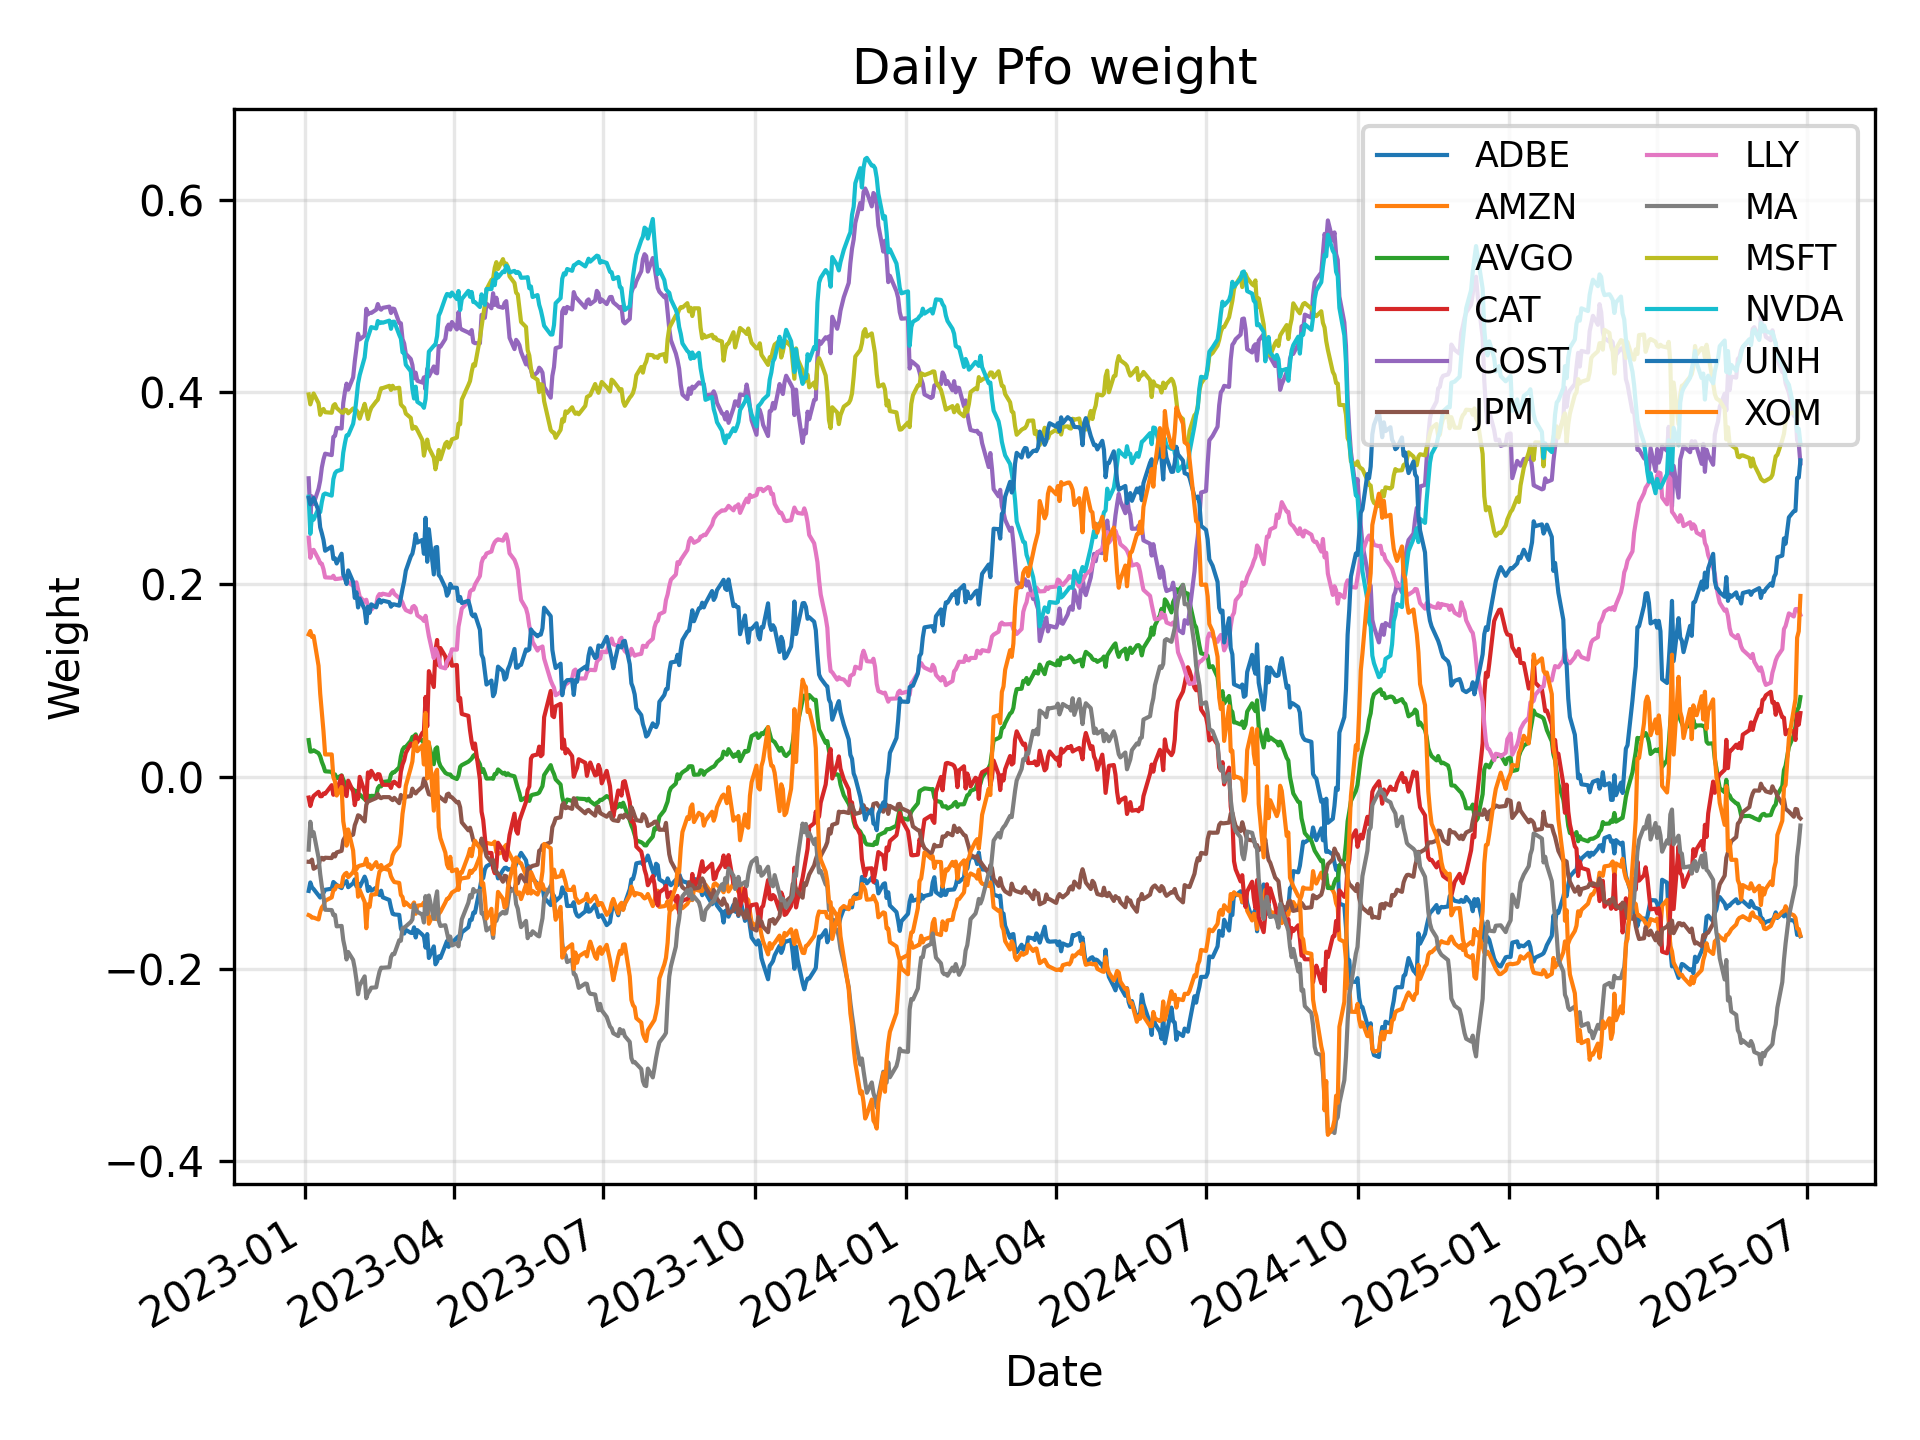 Daily Pfo weight
ADBE
AMZN
AVGO
CAT
COST
JPM
LLY
MA
MSFT
NVDA
UNH
XOM
Weight
0.6
0.4
0.2
0.0
−0.2
−0.4
2023-01
2023-04
2023-07
2023-10
2024-01
2024-04
2024-07
2024-10
2025-01
2025-04
2025-07
Date